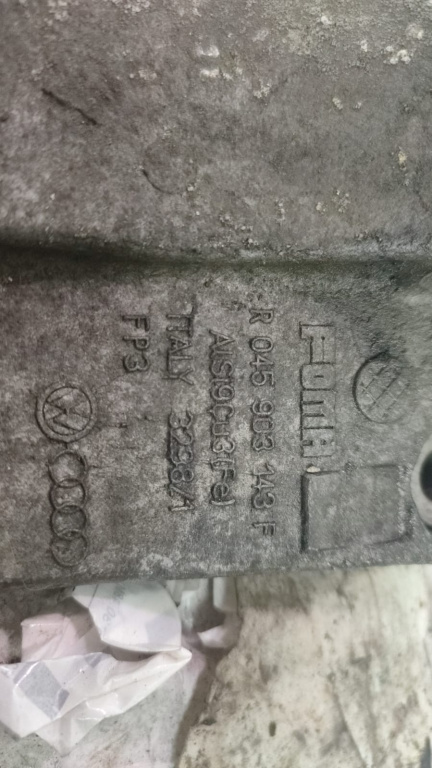 R 045 903 143 F
AlSi9Cu3(Fe)
ITALY 3298/1
FP3